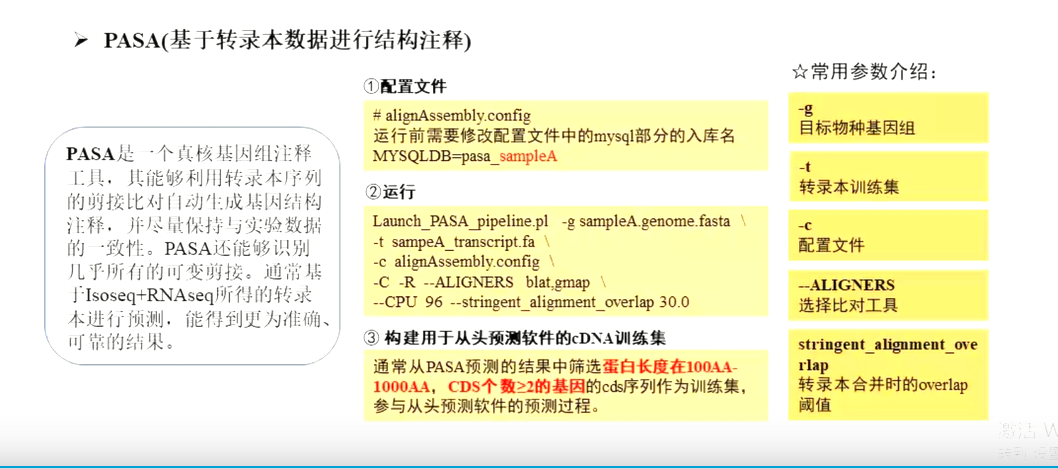 ➢ PASA(基于转录本数据进行结构注释)
PASA是一个真核基因组注释
工具，其能够利用转录本序列
的剪接比对自动生成基因结构
注释，并尽量保持与实验数据
的一致性。PASA还能够识别
几乎所有的可变剪接。通常基
于Isoseq+RNAseq所得的转录
本进行预测，能得到更为准确、
可靠的结果。
①配置文件
# alignAssembly.config
运行前需要修改配置文件中的mysql部分的入库名
MYSQLDB=pasa_sampleA
②运行
Launch_PASA_pipeline.pl -g sampleA.genome.fasta \
-t sampeA_transcript.fa \
-c alignAssembly.config \
-C -R --ALIGNERS blat,gmap \
--CPU 96 --stringent_alignment_overlap 30.0
③ 构建用于从头预测软件的cDNA训练集
通常从PASA预测的结果中筛选蛋白长度在100AA-
1000AA，CDS个数≥2的基因的cds序列作为训练集，
参与从头预测软件的预测过程。
☆常用参数介绍：
-g
目标物种基因组
-t
转录本训练集
-c
配置文件
--ALIGNERS
选择比对工具
stringent_alignment_ove
rlap
转录本合并时的overlap
阈值
激活 W